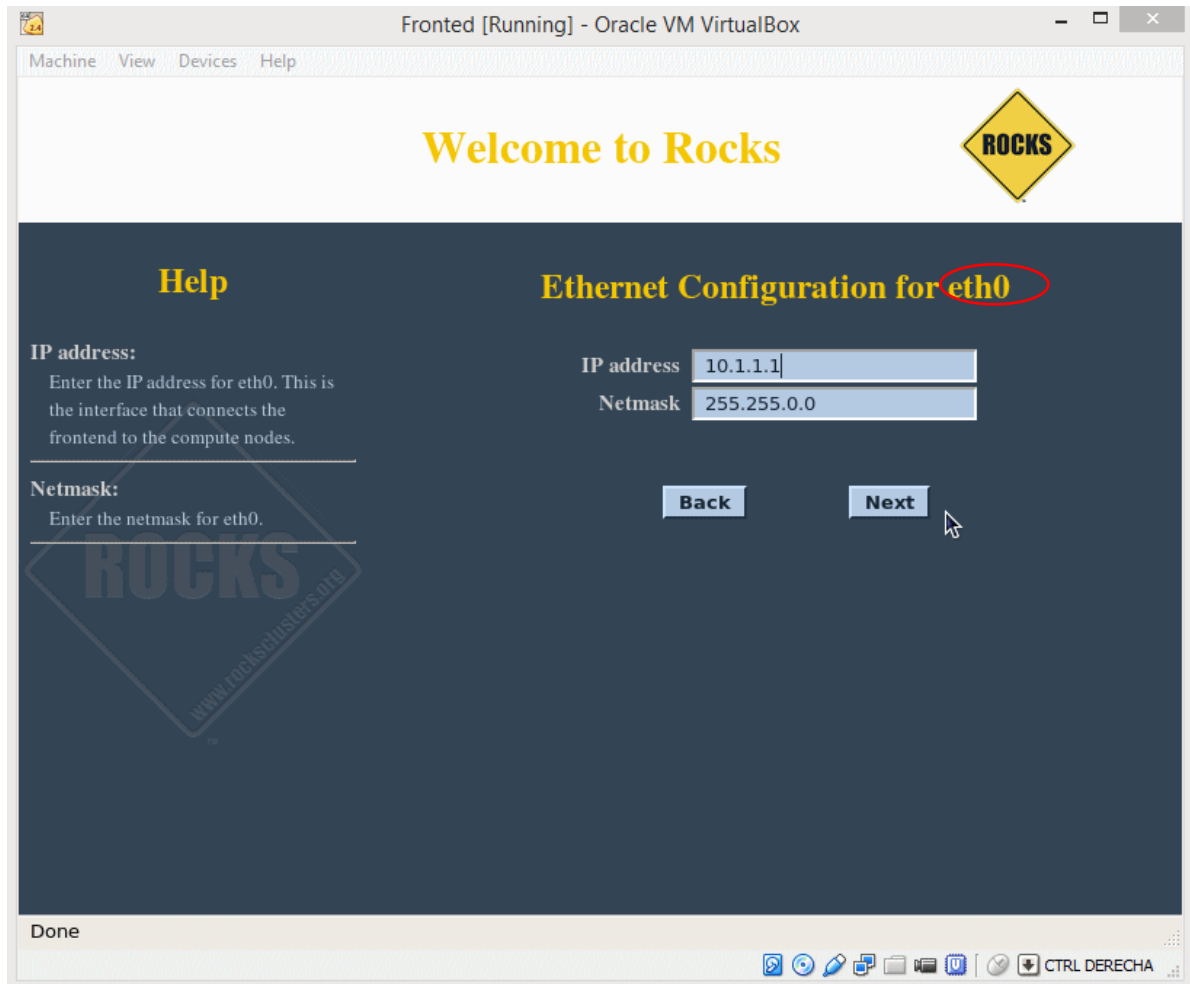 2.4
Fronted [Running] - Oracle VM VirtualBox
Machine View Devices Help
Welcome to Rocks
ROCKS
Help
IP address:
Enter the IP address for eth0. This is
the interface that connects the
frontend to the compute nodes.
Netmask:
Enter the netmask for eth0.
ROCKS
www.rocksclusters.org
TM
Ethernet Configuration for eth0
IP address 10.1.1.1
Netmask 255.255.0.0
Back Next
Done
CTRL DERECHA